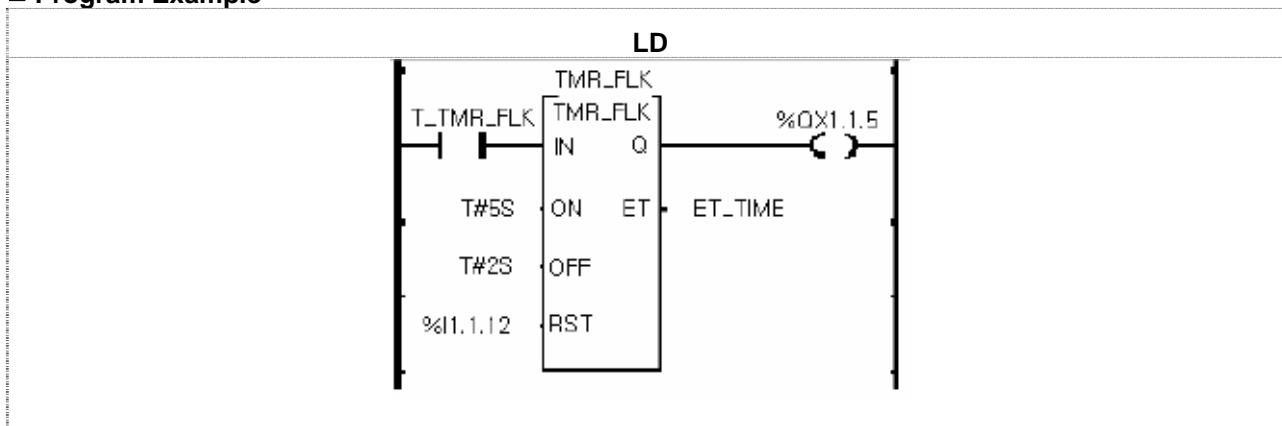 ■ Program Example
LD
TMR_FLK
T_TMR_FLK TMR_FLK %QX1.1.5
IN Q
T#5S ON ET ET_TIME
T#2S OFF
%I1.1.12 RST